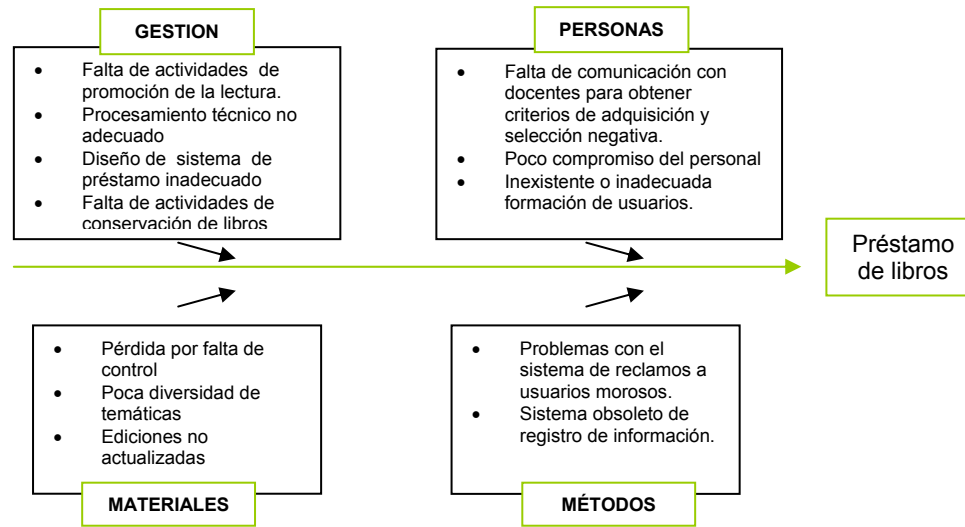 GESTION
• Falta de actividades de
promoción de la lectura.
• Procesamiento técnico no
adecuado
• Diseño de sistema de
préstamo inadecuado
• Falta de actividades de
conservación de libros
PERSONAS
• Falta de comunicación con
docentes para obtener
criterios de adquisición y
selección negativa.
• Poco compromiso del personal
• Inexistente o inadecuada
formación de usuarios.
Préstamo
de libros
• Pérdida por falta de
control
• Poca diversidad de
temáticas
• Ediciones no
actualizadas
MATERIALES
• Problemas con el
sistema de reclamos a
usuarios morosos.
• Sistema obsoleto de
registro de información.
MÉTODOS